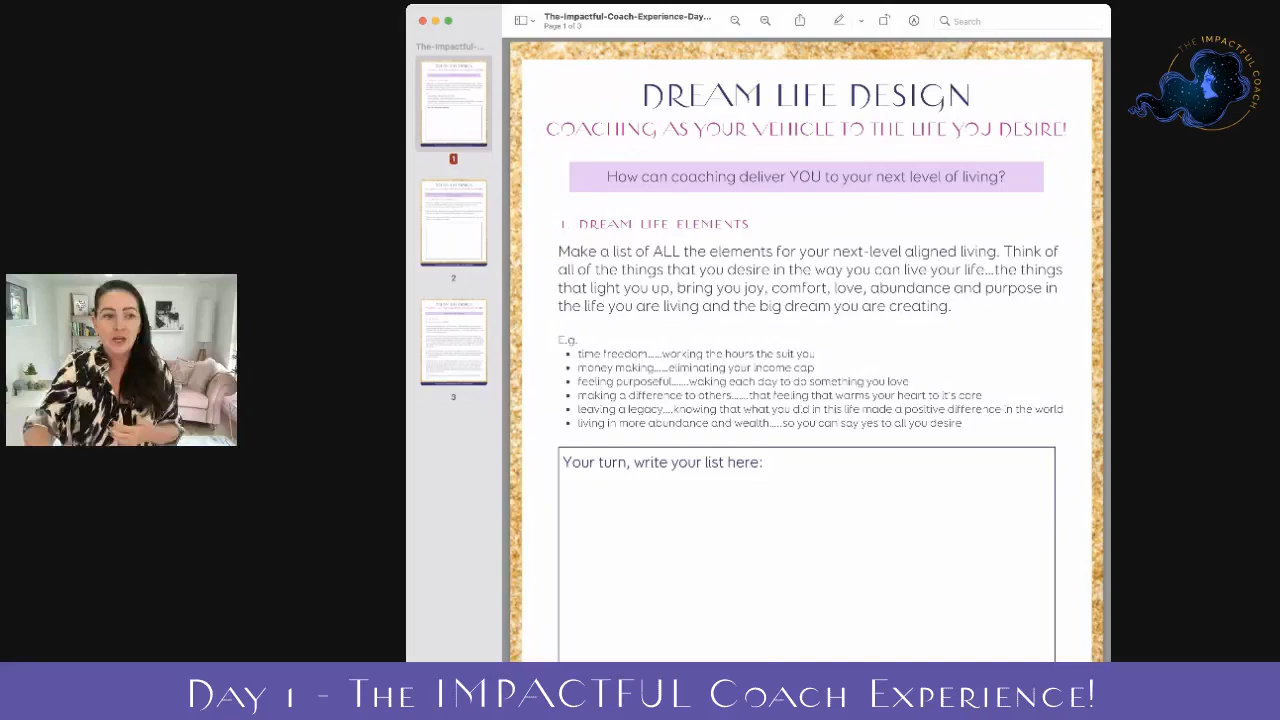 The-Impactful-Coach-Experience-Day...
Page 1 of 3
Search
The-Impactful-...
1
2
3
THE IMPACTFUL COACH
DREAM LIFE DESIGN
COACHING AS YOUR VEHICLE TO THE LIFE YOU DESIRE!
How can coaching deliver YOU to your next level of living?
1. DREAM LIFE ELEMENTS
Make a list of ALL the elements for your next-level aligned living. Think of
all of the things that you desire in the way you can live your life...the things
that light you up, bring you joy, comfort, love, abundance and purpose in
the life you are living and the big dream you are creating.
E.g.
time freedom......working the hours the suit you
money making......eliminating your income cap
feeling purposeful.......waking each day to do something you love
making a difference to others.......that feeling that warms your heart to it's core
leaving a legacy....knowing that what you did in this life made a positive difference in the world
living in more abundance and wealth.....so you can say yes to all you desire
Your turn, write your list here:
Day 1 - The IMPACTFUL Coach Experience!